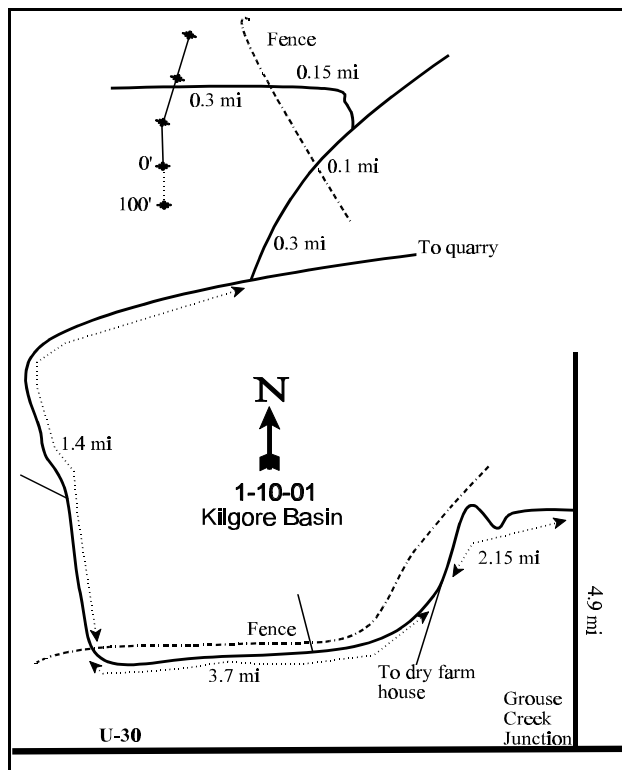 Fence
0.15 mi
0.3 mi
0.1 mi
0'
100'
0.3 mi
To quarry
N
1.4 mi
1-10-01
Kilgore Basin
2.15 mi
4.9 mi
Fence
3.7 mi
To dry farm
house
Grouse
Creek
Junction
U-30